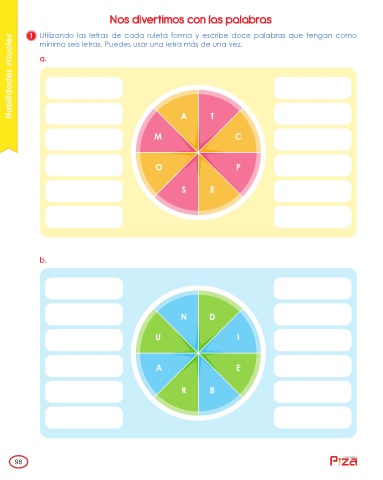 Nos divertimos con las palabras
Habilidades visuales
1 Utilizando las letras de cada ruleta forma y escribe doce palabras que tengan como
mínimo seis letras. Puedes usar una letra más de una vez.
a.
A T
M C
O P
S E
b.
N D
U I
A E
R B
98
Piza